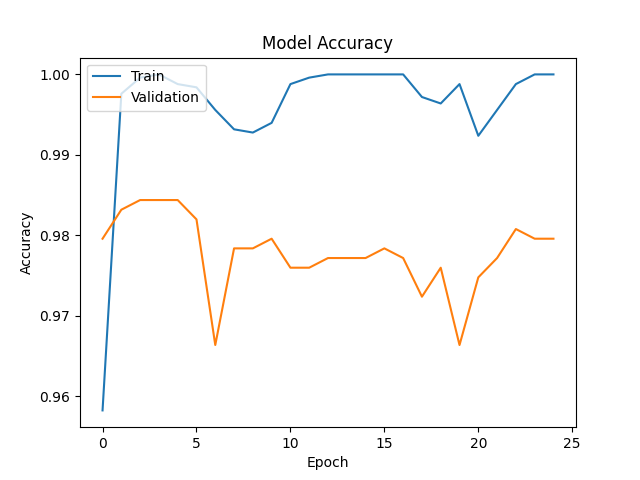 Model Accuracy
Train
Validation
1.00
0.99
0.98
0.97
0.96
Accuracy
0 5 10 15 20 25
Epoch